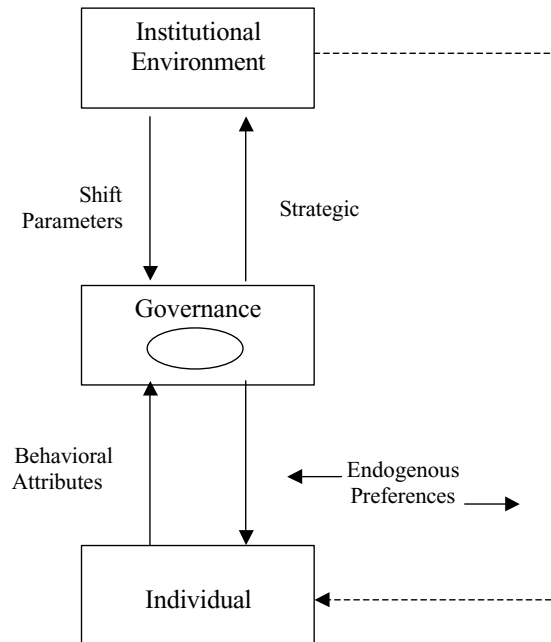 Institutional
Environment
Shift
Parameters
Strategic
Governance
Behavioral
Attributes
Endogenous
Preferences
Individual